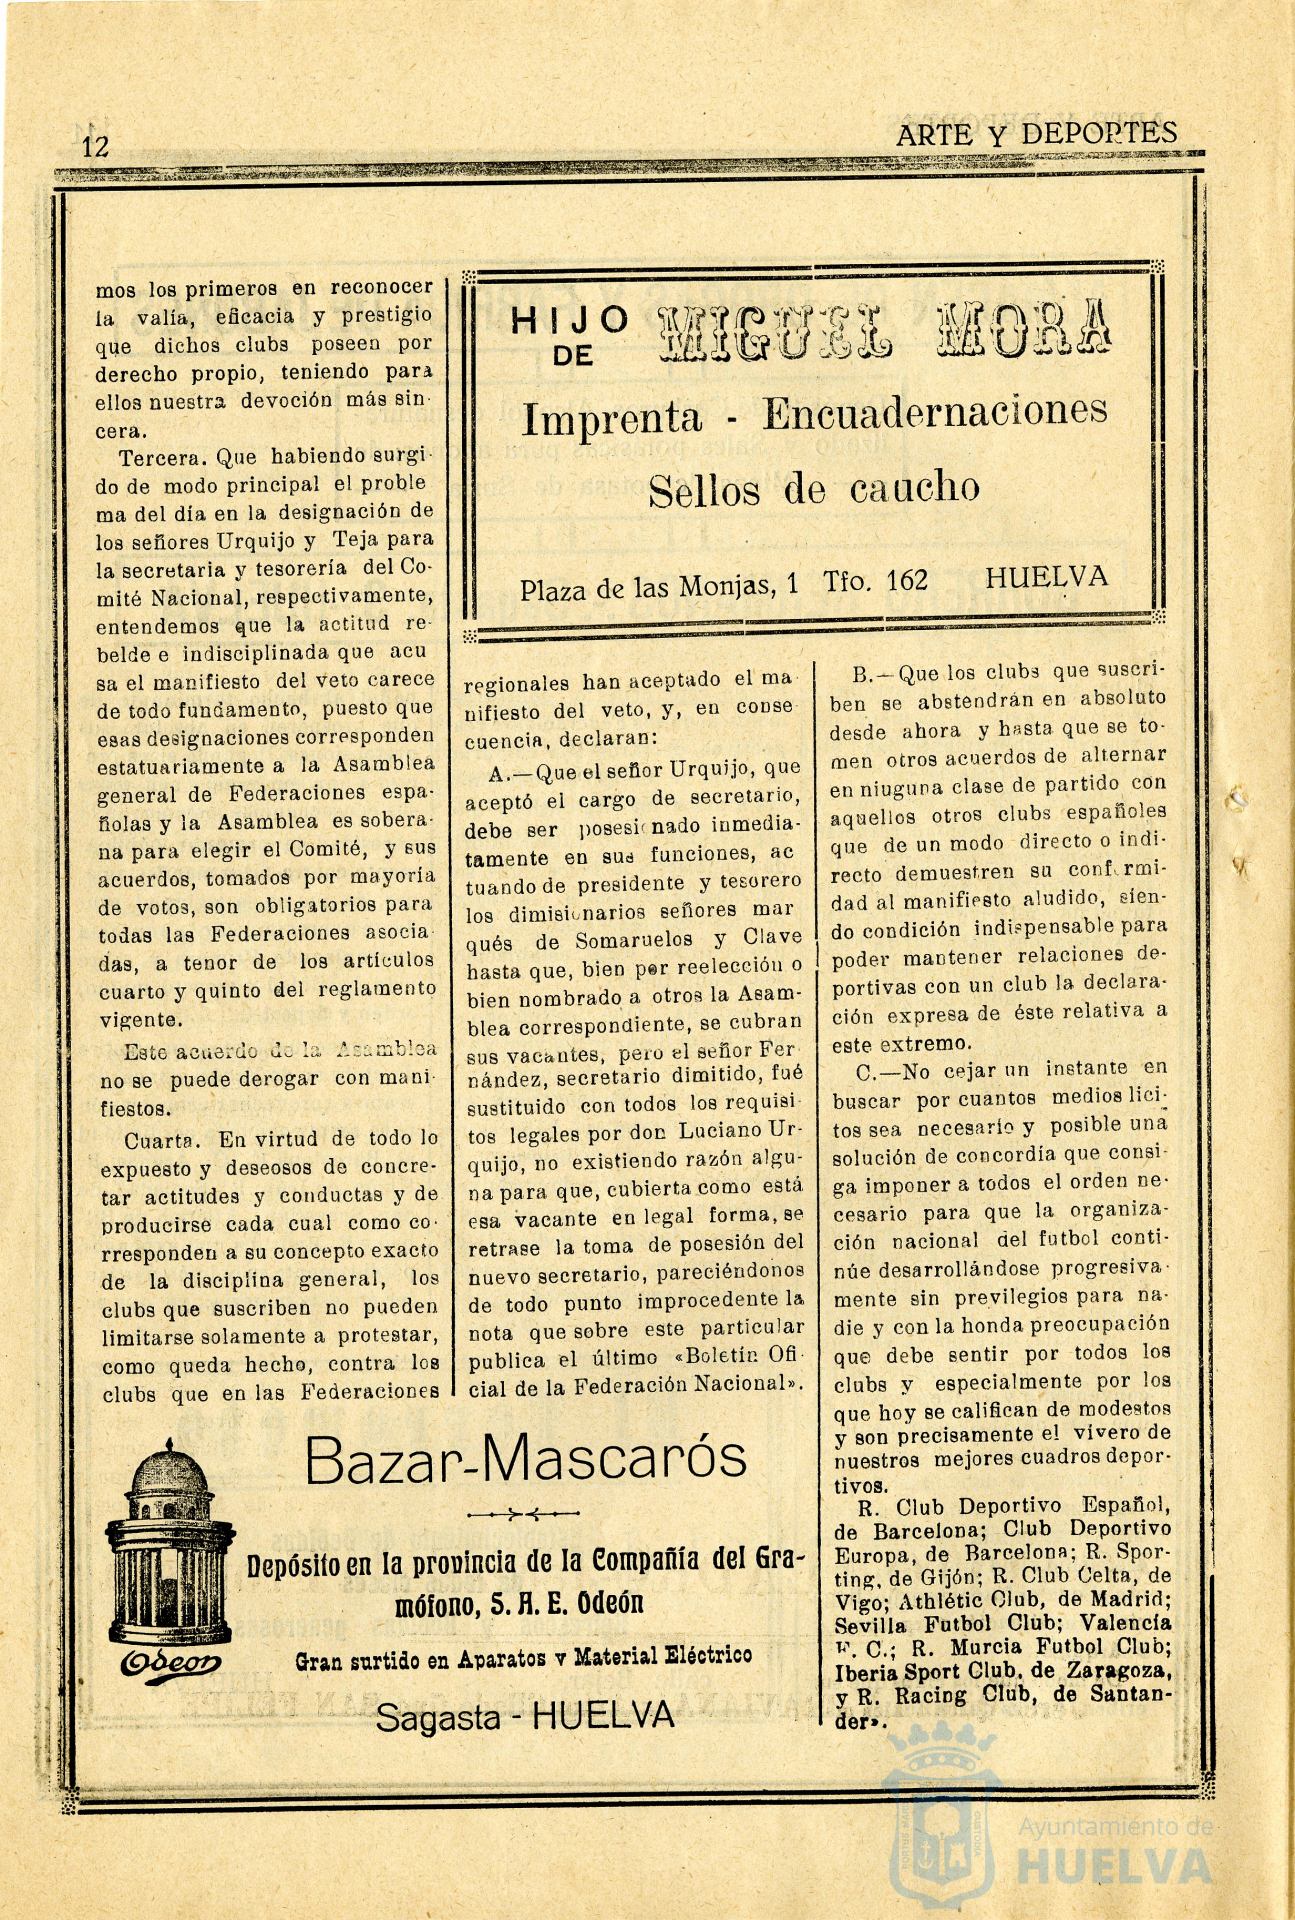 12
ARTE Y DEPORTES
mos los primeros en reconocer
la valía, eficacia y prestigio
que dichos clubs poseen por
derecho propio, teniendo para
ellos nuestra devoción más sin-
cera.
Tercera. Que habiendo surgi-
do de modo principal el proble
ma del día en la designación de
los señores Urquijo y Teja para
la secretaria y tesorería del Co-
mité Nacional, respectivamente,
entendemos que la actitud re-
belde e indisciplinada que acu
sa el manifiesto del veto carece
de todo fundamento, puesto que
esas designaciones corresponden
estatuariamente a la Asamblea
general de Federaciones espa-
ñolas y la Asamblea es sobera-
na para elegir el Comité, y sus
acuerdos, tomados por mayoría
de votos, son obligatorios para
todas las Federaciones asocia-
das, a tenor de los artículos
cuarto y quinto del reglamento
vigente.
Este acuerdo de la Asamblea
no se puede derogar con mani-
fiestos.
Cuarta. En virtud de todo lo
expuesto y deseosos de concre-
tar actitudes y conductas y de
producirse cada cual como co-
rresponden a su concepto exacto
de la disciplina general, los
clubs que suscriben no pueden
limitarse solamente a protestar,
como queda hecho, contra los
clubs que en las Federaciones
HIJO
DE
MIGUEL MORA
Imprenta - Encuadernaciones
Sellos de caucho
Plaza de las Monjas, 1 Tfo. 162 HUELVA
regionales han aceptado el ma-
nifiesto del veto, y, en conse
cuencia, declaran:
A.—Que el señor Urquijo, que
aceptó el cargo de secretario,
debe ser posesionado inmedia-
tamente en sus funciones, ac
tuando de presidente y tesorero
los dimisionarios señores mar
qués de Somaruelos y Clave
hasta que, bien por reelección o
bien nombrado a otros la Asam-
blea correspondiente, se cubran
sus vacantes, pero el señor Fer
nández, secretario dimitido, fué
sustituido con todos los requisi-
tos legales por don Luciano Ur-
quijo, no existiendo razón algu-
na para que, cubierta como está
esa vacante en legal forma, se
retrase la toma de posesión del
nuevo secretario, pareciéndonos
de todo punto improcedente la
nota que sobre este particular
publica el último «Boletín Ofi-
cial de la Federación Nacional».
B.—Que los clubs que suscri-
ben se abstendrán en absoluto
desde ahora y hasta que se to-
men otros acuerdos de alternar
en niuguna clase de partido con
aquellos otros clubs españoles
que de un modo directo o indi-
recto demuestren su confermi-
dad al manifiesto aludido, sien-
do condición indispensable para
poder mantener relaciones de-
portivas con un club la declara-
ción expresa de éste relativa a
este extremo.
C.—No cejar un instante en
buscar por cuantos medios lici-
tos sea necesario y posible una
solución de concordía que consi-
ga imponer a todos el orden ne-
cesario para que la organiza-
ción nacional del futbol conti-
núe desarrollándose progresiva-
mente sin previlegios para na-
die y con la honda preocupación
que debe sentir por todos los
clubs y especialmente por los
que hoy se califican de modestos
y son precisamente el vívero de
nuestros mejores cuadros depor-
tivos.
R. Club Deportivo Español,
de Barcelona; Club Deportivo
Europa, de Barcelona; R. Spor-
ting, de Gijón; R. Club Celta, de
Vigo; Athlétic Club, de Madrid;
Sevilla Futbol Club; Valencia
F. C.; R. Murcia Futbol Club;
Iberia Sport Club, de Zaragoza,
y R. Racing Club, de Santan-
der».
Bazar-Mascarós
Depósito en la provincia de la Compañía del Gra-
mófono, S. A. E. Odeón
Gran surtido en Aparatos y Material Eléctrico
Sagasta - HUELVA
Odeon
Ayuntamiento de
HUELVA